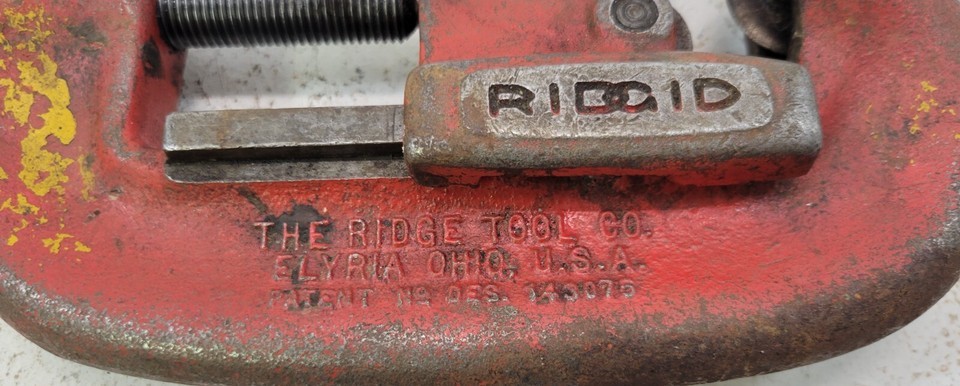 RIDGID
THE RIDGE TOOL CO.
ELYRIA OHIO, U.S.A.
PATENT NO DES. 143075